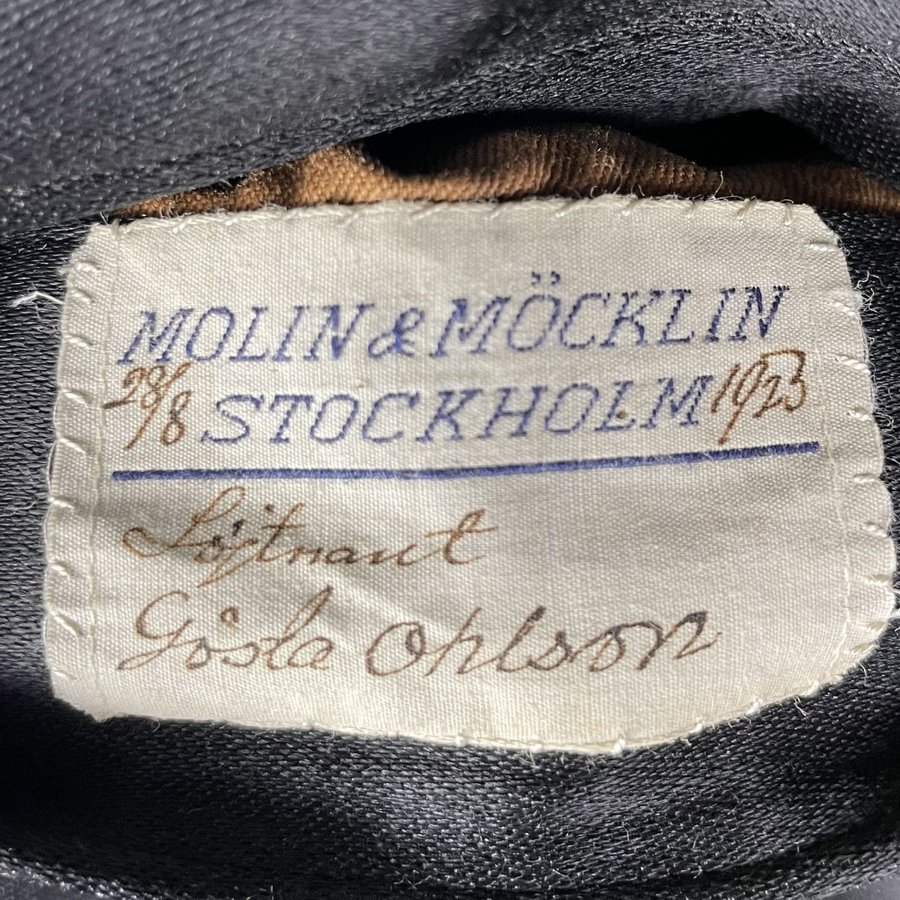 MOLIN & MÖCKLIN
28/8 STOCKHOLM 1923
Löjtnant
Gösta Ohlson